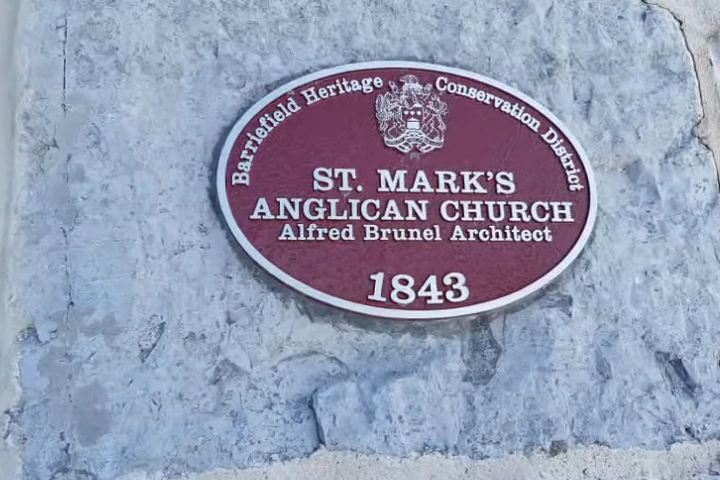 Barriefield Heritage Conservation District
ST. MARK'S
ANGLICAN CHURCH
Alfred Brunel Architect
1843